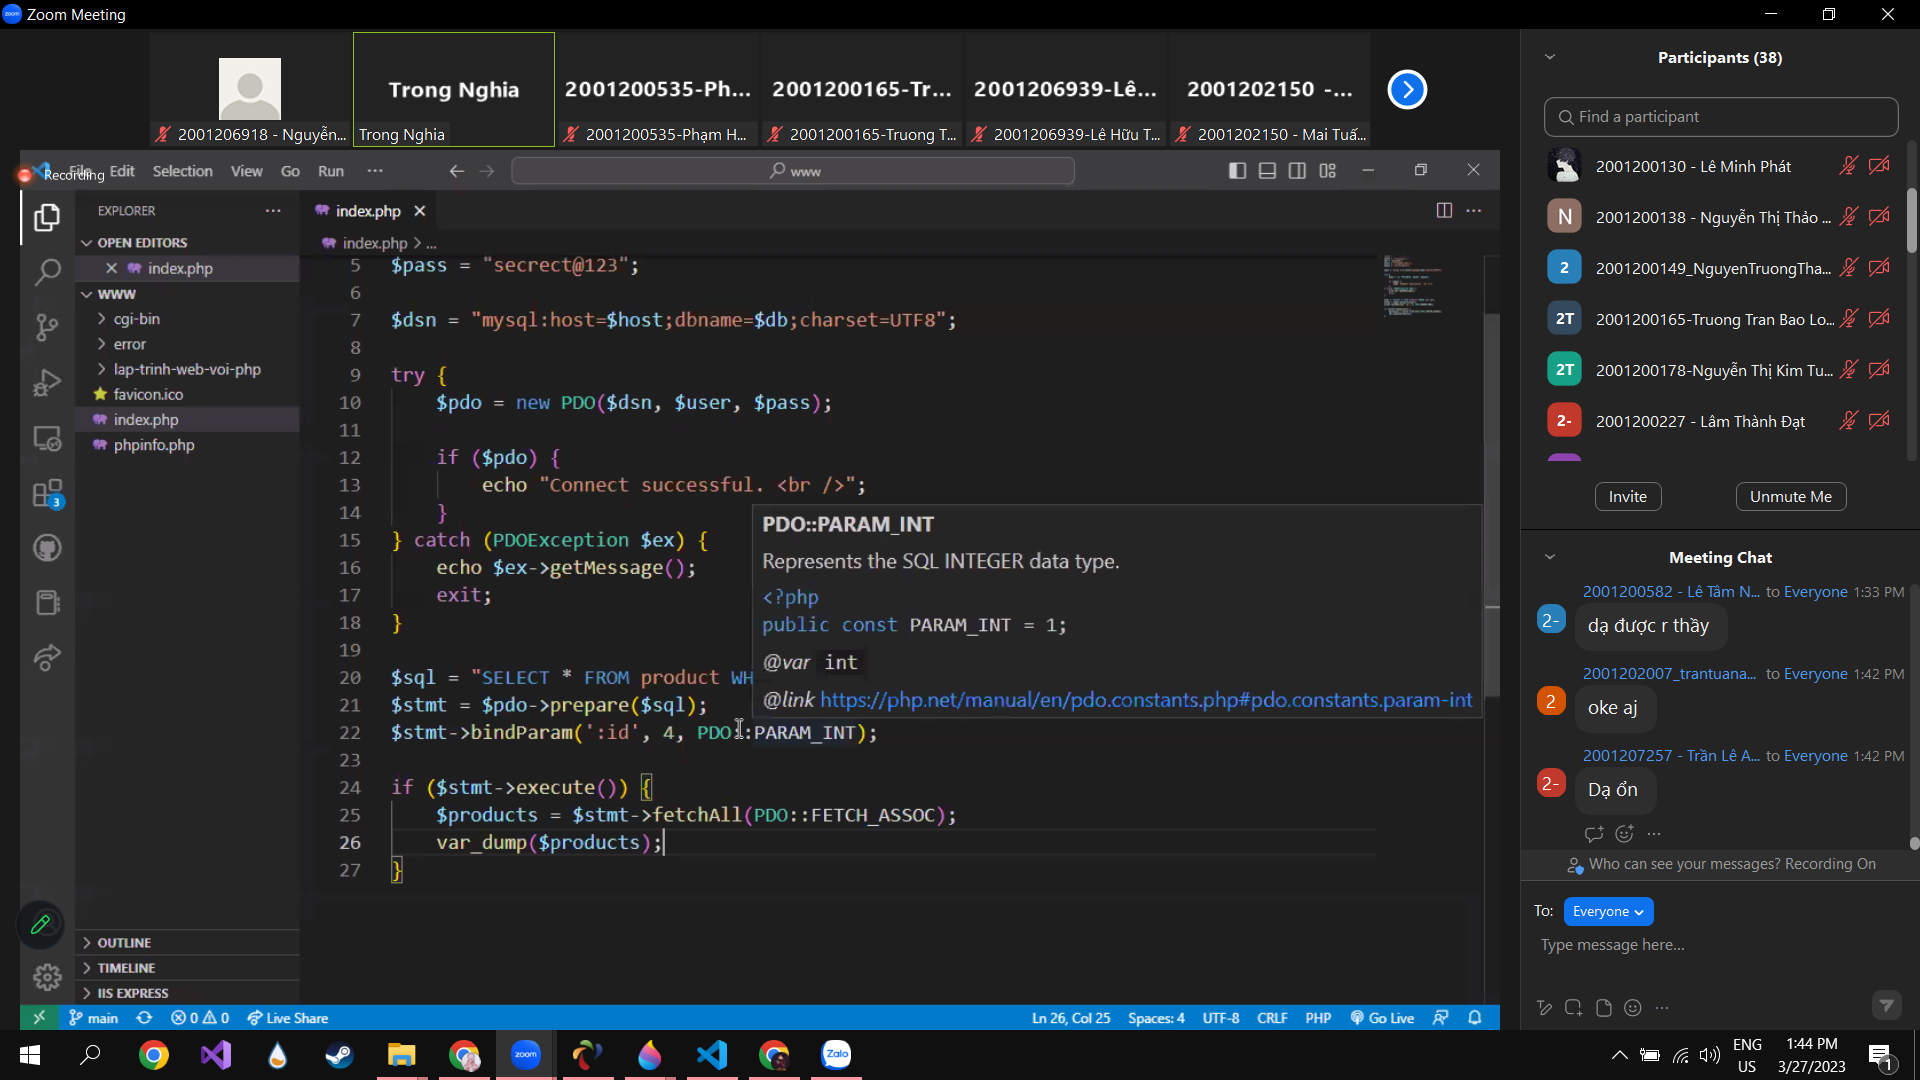 Zoom Meeting
Trong Nghia
2001200535-Ph...
2001200165-Tr...
2001206939-Lê...
2001202150 -...
2001206918 - Nguyễn...
Trong Nghia
2001200535-Phạm H...
2001200165-Truong T...
2001206939-Lê Hữu T...
2001202150 - Mai Tuấ...
Recording
File Edit Selection View Go Run ...
www
EXPLORER
OPEN EDITORS
index.php
WWW
cgi-bin
error
lap-trinh-web-voi-php
favicon.ico
index.php
phpinfo.php
OUTLINE
TIMELINE
IIS EXPRESS
3
index.php
index.php > ...
5 $pass = "secrect@123";
6
7 $dsn = "mysql:host=$host;dbname=$db;charset=UTF8";
8
9 try {
10 $pdo = new PDO($dsn, $user, $pass);
11
12 if ($pdo) {
13 echo "Connect successful. <br />";
14 }
15 } catch (PDOException $ex) {
16 echo $ex->getMessage();
17 exit;
18 }
19
20 $sql = "SELECT * FROM product WH
21 $stmt = $pdo->prepare($sql);
22 $stmt->bindParam(':id', 4, PDO::PARAM_INT);
23
24 if ($stmt->execute()) {
25 $products = $stmt->fetchAll(PDO::FETCH_ASSOC);
26 var_dump($products);
27 }
PDO::PARAM_INT
Represents the SQL INTEGER data type.
<?php
public const PARAM_INT = 1;
@var int
@link https://php.net/manual/en/pdo.constants.php#pdo.constants.param-int
main 0 0 Live Share Ln 26, Col 25 Spaces: 4 UTF-8 CRLF PHP Go Live
Participants (38)
Find a participant
2001200130 - Lê Minh Phát
N 2001200138 - Nguyễn Thị Thảo ...
2 2001200149_NguyenTruongTha...
2T 2001200165-Truong Tran Bao Lo...
2T 2001200178-Nguyễn Thị Kim Tu...
2- 2001200227 - Lâm Thành Đạt
Invite Unmute Me
Meeting Chat
2001200582 - Lê Tâm N... to Everyone 1:33 PM
2- dạ được r thầy
2001202007_trantuana... to Everyone 1:42 PM
2 oke aj
2001207257 - Trần Lê A... to Everyone 1:42 PM
2- Dạ ổn
Who can see your messages? Recording On
To: Everyone
Type message here...
zoom Zalo
ENG
US
1:44 PM
3/27/2023
1